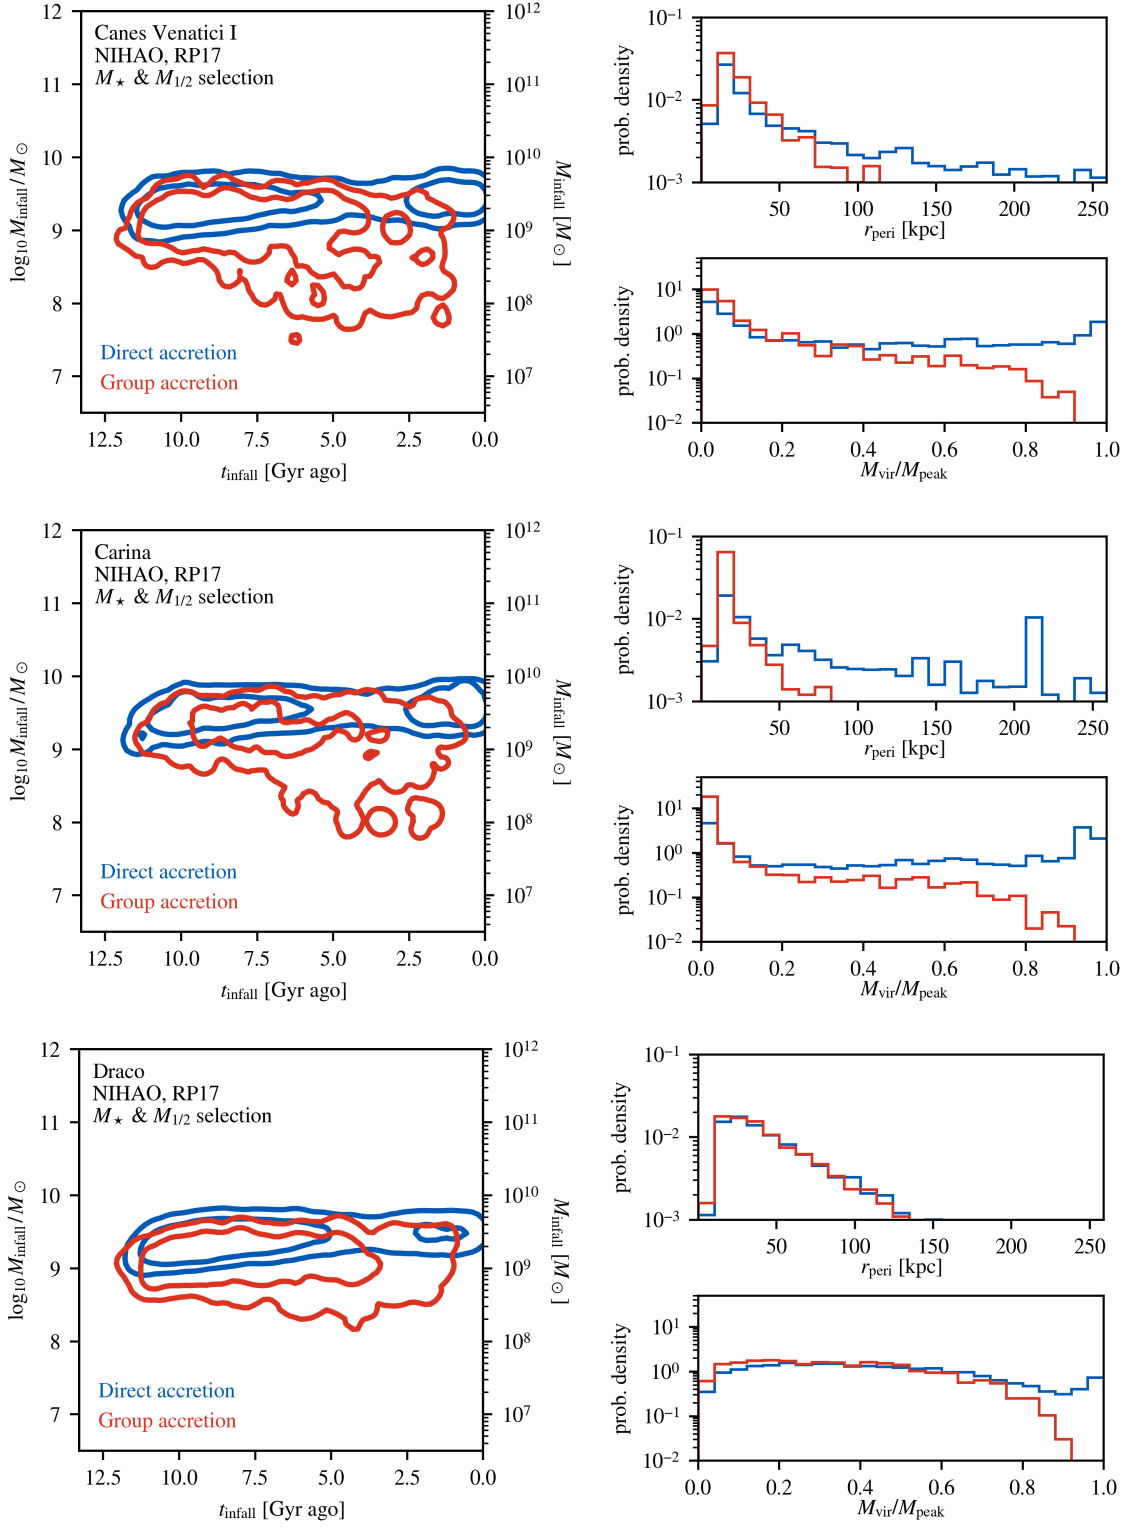 Canes Venatici I
NIHAO, RP17
M⋆ & M1/2 selection
Direct accretion
Group accretion
12
11
10
9
8
7
log10 Minfall/M⊙
10^12
10^11
10^10
10^9
10^8
10^7
Minfall [M⊙]
12.5 10.0 7.5 5.0 2.5 0.0
tinfall [Gyr ago]
10^−1
10^−2
10^−3
prob. density
50 100 150 200 250
rperi [kpc]
10^1
10^0
10^−1
10^−2
prob. density
0.0 0.2 0.4 0.6 0.8 1.0
Mvir/Mpeak
Carina
NIHAO, RP17
M⋆ & M1/2 selection
Direct accretion
Group accretion
12
11
10
9
8
7
log10 Minfall/M⊙
10^12
10^11
10^10
10^9
10^8
10^7
Minfall [M⊙]
12.5 10.0 7.5 5.0 2.5 0.0
tinfall [Gyr ago]
10^−1
10^−2
10^−3
prob. density
50 100 150 200 250
rperi [kpc]
10^1
10^0
10^−1
10^−2
prob. density
0.0 0.2 0.4 0.6 0.8 1.0
Mvir/Mpeak
Draco
NIHAO, RP17
M⋆ & M1/2 selection
Direct accretion
Group accretion
12
11
10
9
8
7
log10 Minfall/M⊙
10^12
10^11
10^10
10^9
10^8
10^7
Minfall [M⊙]
12.5 10.0 7.5 5.0 2.5 0.0
tinfall [Gyr ago]
10^−1
10^−2
10^−3
prob. density
50 100 150 200 250
rperi [kpc]
10^1
10^0
10^−1
10^−2
prob. density
0.0 0.2 0.4 0.6 0.8 1.0
Mvir/Mpeak